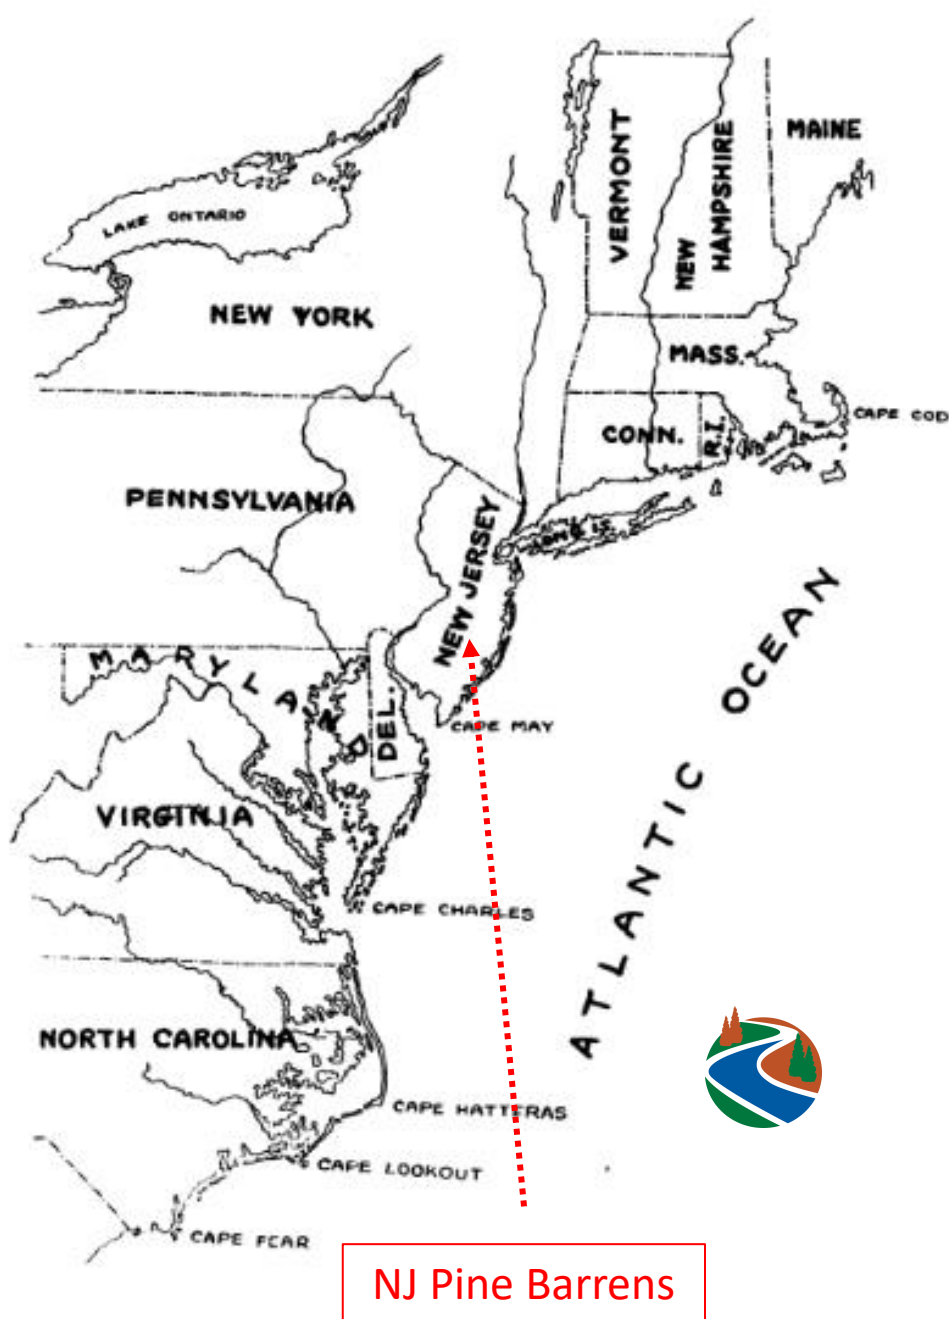 MAINE
VERMONT
NEW
HAMPSHIRE
LAKE ONTARIO
NEW YORK
MASS.
CAPE COD
CONN.
R.I.
PENNSYLVANIA
NEW JERSEY
LONG IS.
MARYLAND
DEL.
CAPE MAY
ATLANTIC OCEAN
VIRGINIA
CAPE CHARLES
NORTH CAROLINA
CAPE HATTERAS
CAPE LOOKOUT
CAPE FEAR
NJ Pine Barrens